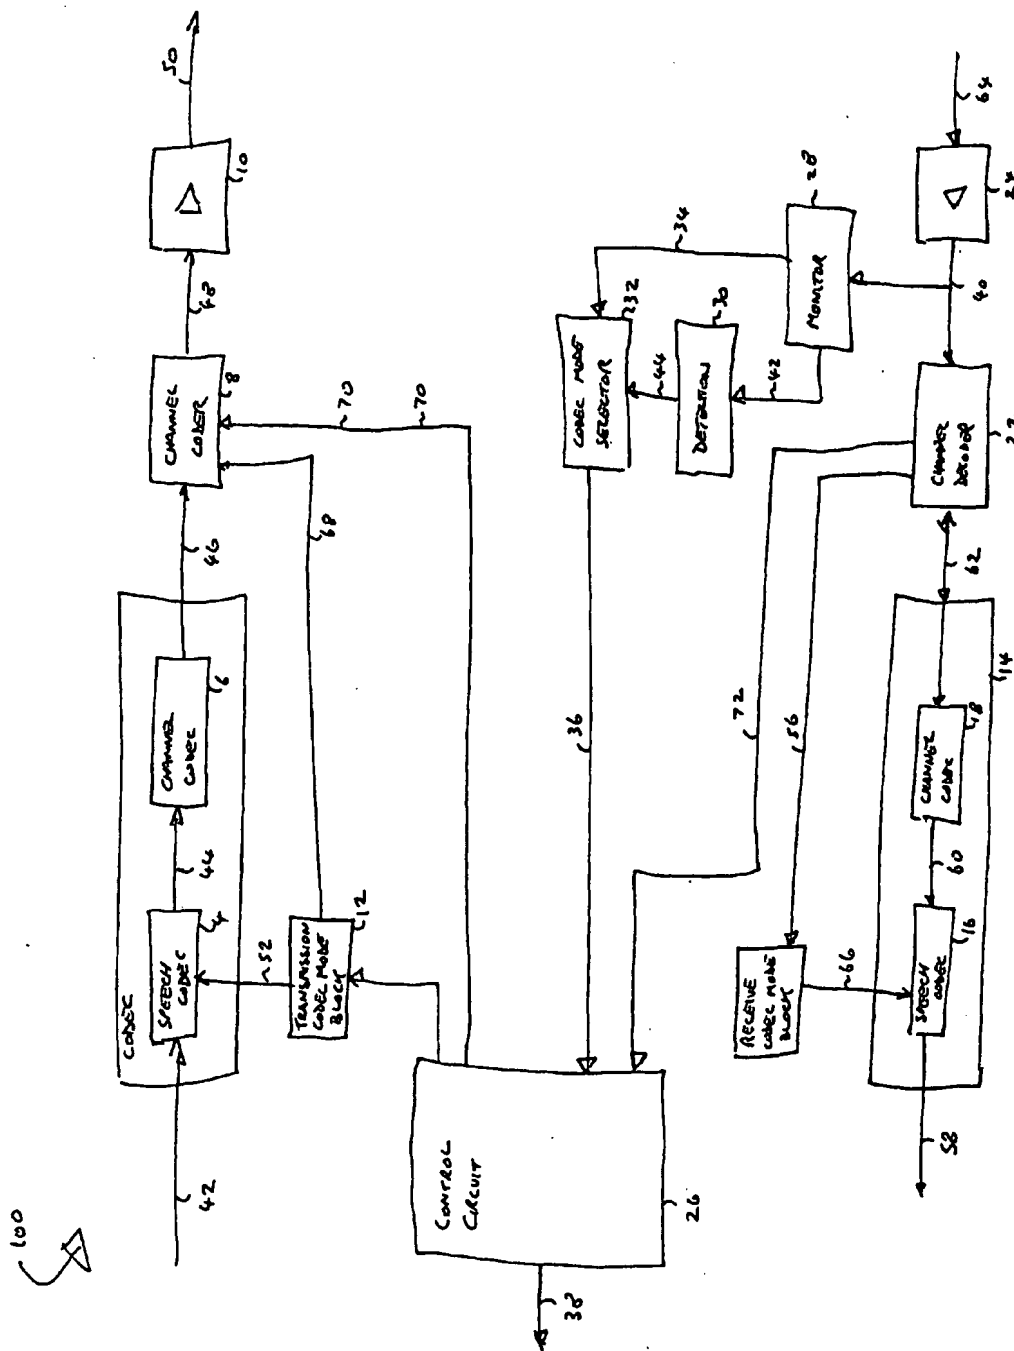 100
42
CODEC
SPEECH
CODEC
4
44
CHANNEL
CODEC
6
46
CHANNEL
CODER
8
48
10
50
52
TRANSMISSION
CODEC MODE
BLOCK
12
68
70
70
CONTROL
CIRCUIT
26
38
36
CODEC MODE
SELECTOR
232
34
44
DETECTION
30
42
MONITOR
28
72
56
RECEIVE
CODEC MODE
BLOCK
66
58
SPEECH
CODEC
16
60
CHANNEL
CODEC
18
14
62
CHANNEL
DECODER
40
64